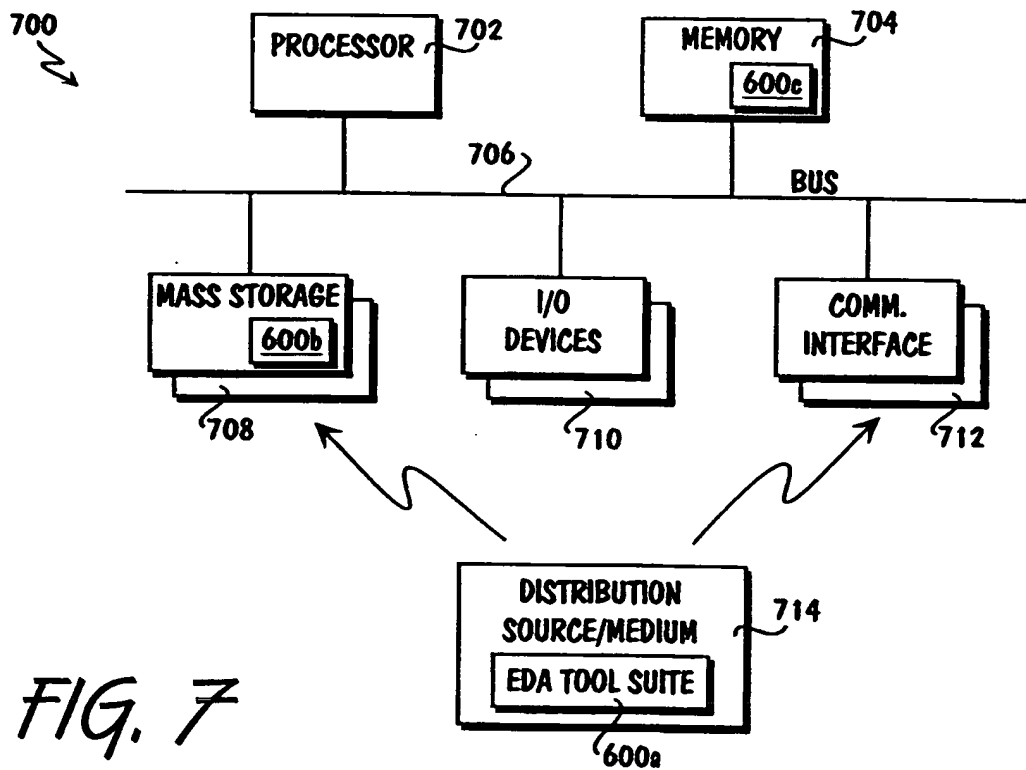 700
PROCESSOR
702
MEMORY
704
600c
706
BUS
MASS STORAGE
600b
708
I/O
DEVICES
710
COMM.
INTERFACE
712
DISTRIBUTION
SOURCE/MEDIUM
714
EDA TOOL SUITE
600a
FIG. 7